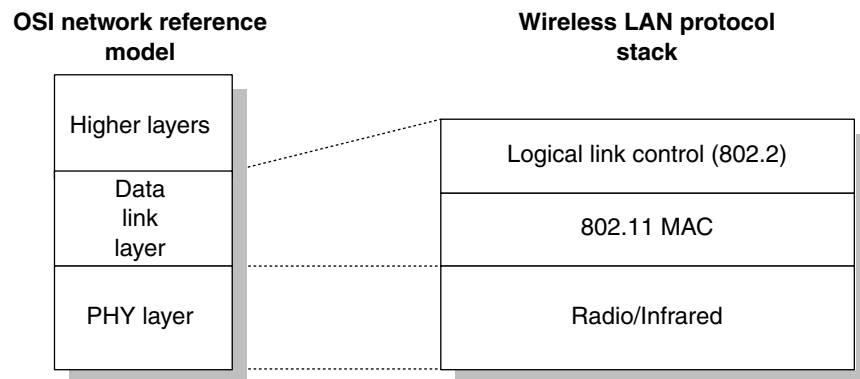 OSI network reference
model
Wireless LAN protocol
stack
Higher layers
Data
link
layer
PHY layer
Logical link control (802.2)
802.11 MAC
Radio/Infrared